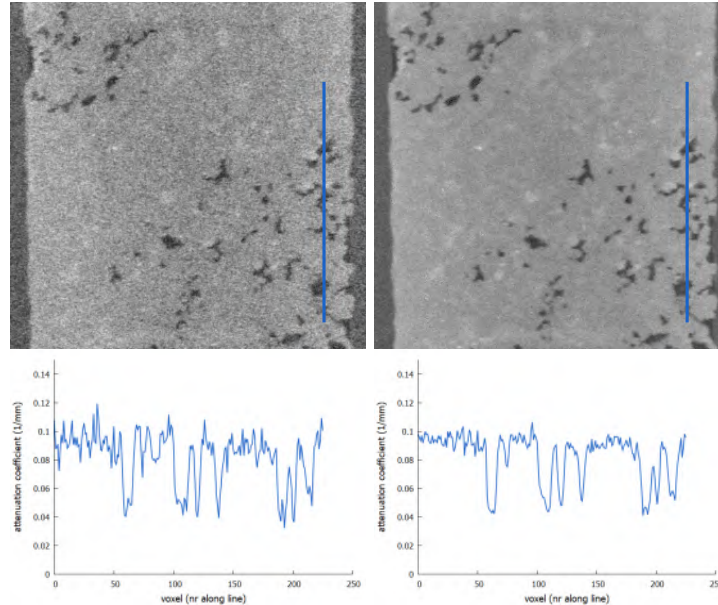 0.14
0.12
0.1
0.08
0.06
0.04
0.02
0
attenuation coefficient (1/mm)
0 50 100 150 200 250
voxel (nr along line)
0.14
0.12
0.1
0.08
0.06
0.04
0.02
0
attenuation coefficient (1/mm)
0 50 100 150 200 250
voxel (nr along line)